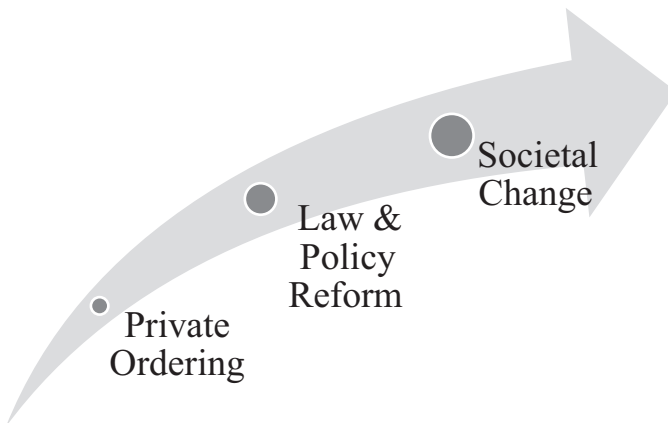 Societal
Change
Law &
Policy
Reform
Private
Ordering